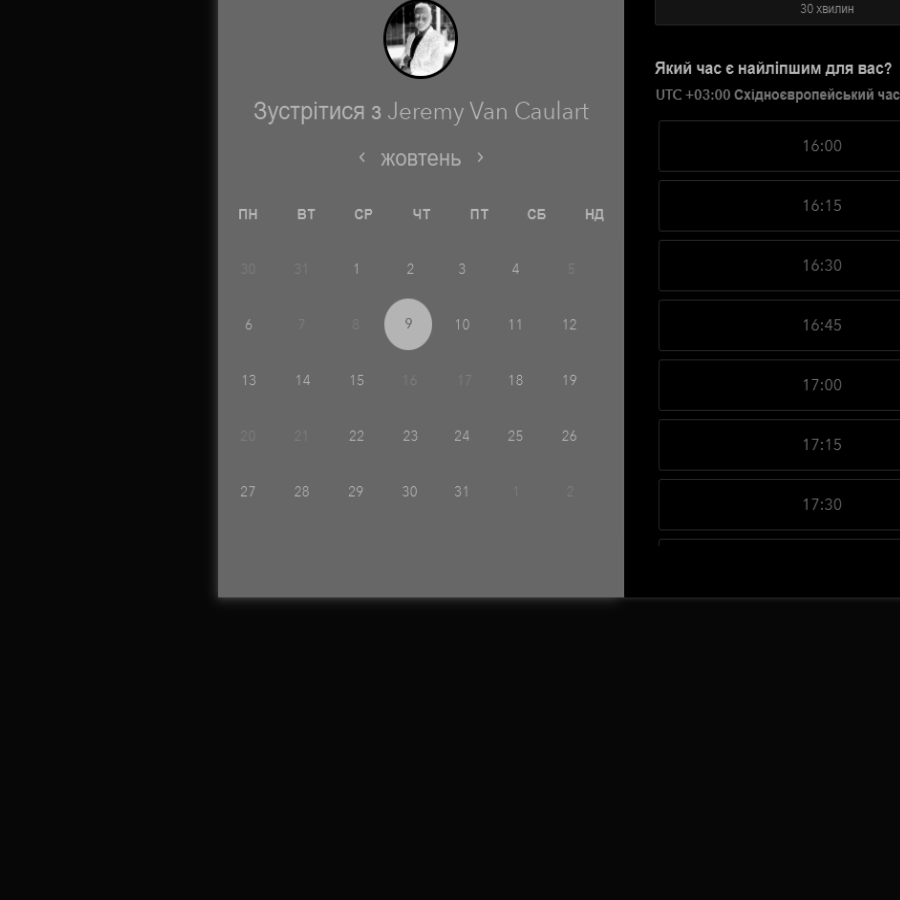 Зустрітися з Jeremy Van Caulart
‹ жовтень ›
ПН ВТ СР ЧТ ПТ СБ НД
30 31 1 2 3 4 5
6 7 8 9 10 11 12
13 14 15 16 17 18 19
20 21 22 23 24 25 26
27 28 29 30 31 1 2
30 хвилин
Який час є найліпшим для вас?
UTC +03:00 Східноєвропейський час
16:00
16:15
16:30
16:45
17:00
17:15
17:30